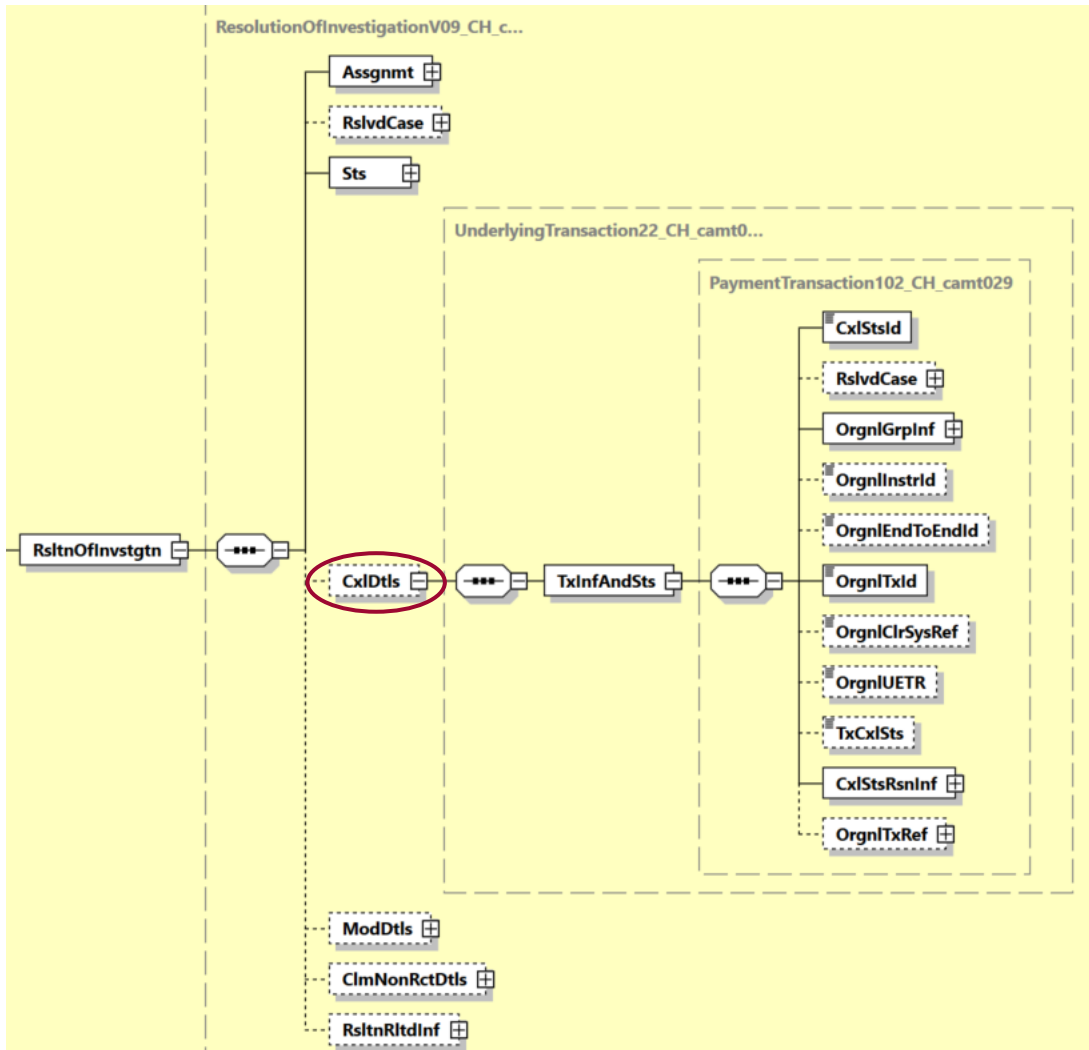 ResolutionOfInvestigationV09_CH_c...
Assgnmt
RslvdCase
Sts
UnderlyingTransaction22_CH_camt0...
PaymentTransaction102_CH_camt029
CxlStsId
RslvdCase
OrgnlGrpInf
OrgnlInstrId
OrgnlEndToEndId
RsltnOfInvstgtn
CxlDtls
TxInfAndSts
OrgnlTxId
OrgnlClrSysRef
OrgnlUETR
TxCxlSts
CxlStsRsnInf
OrgnlTxRef
ModDtls
ClmNonRctDtls
RsltnRltdInf